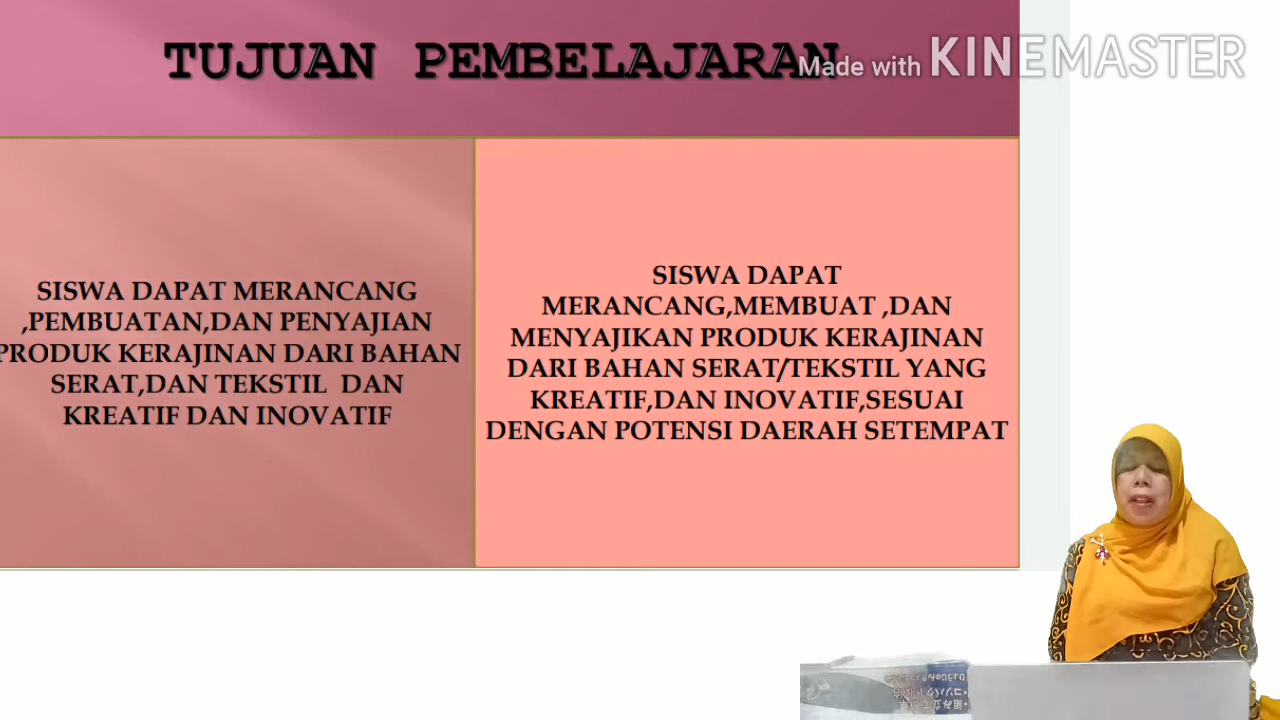 TUJUAN PEMBELAJARAN
Made with KINEMASTER
SISWA DAPAT MERANCANG
,PEMBUATAN,DAN PENYAJIAN
PRODUK KERAJINAN DARI BAHAN
SERAT,DAN TEKSTIL DAN
KREATIF DAN INOVATIF
SISWA DAPAT
MERANCANG,MEMBUAT ,DAN
MENYAJIKAN PRODUK KERAJINAN
DARI BAHAN SERAT/TEKSTIL YANG
KREATIF,DAN INOVATIF,SESUAI
DENGAN POTENSI DAERAH SETEMPAT